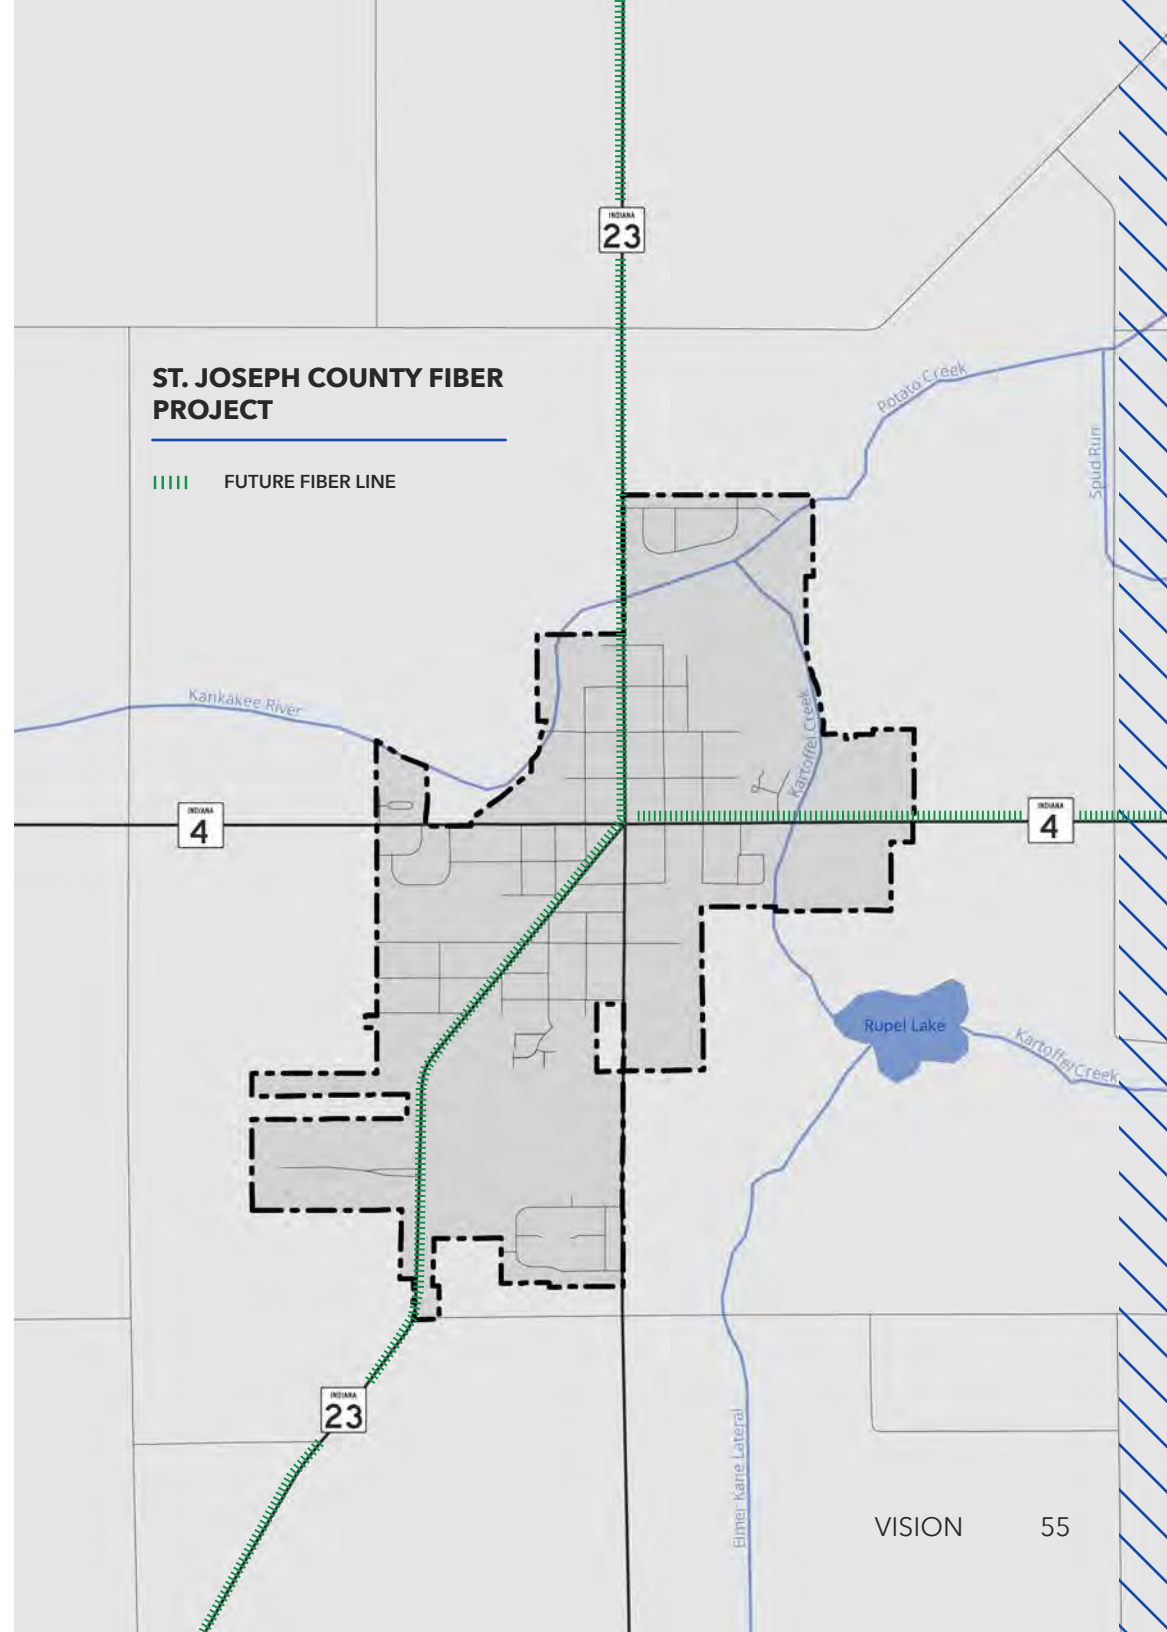 INDIANA
23
ST. JOSEPH COUNTY FIBER
PROJECT
FUTURE FIBER LINE
Potato Creek
Spud Run
Kankakee River
Kartoffel Creek
INDIANA
4
INDIANA
4
Rupel Lake
Kartoffel Creek
INDIANA
23
Elmer Kane Lateral
VISION 55